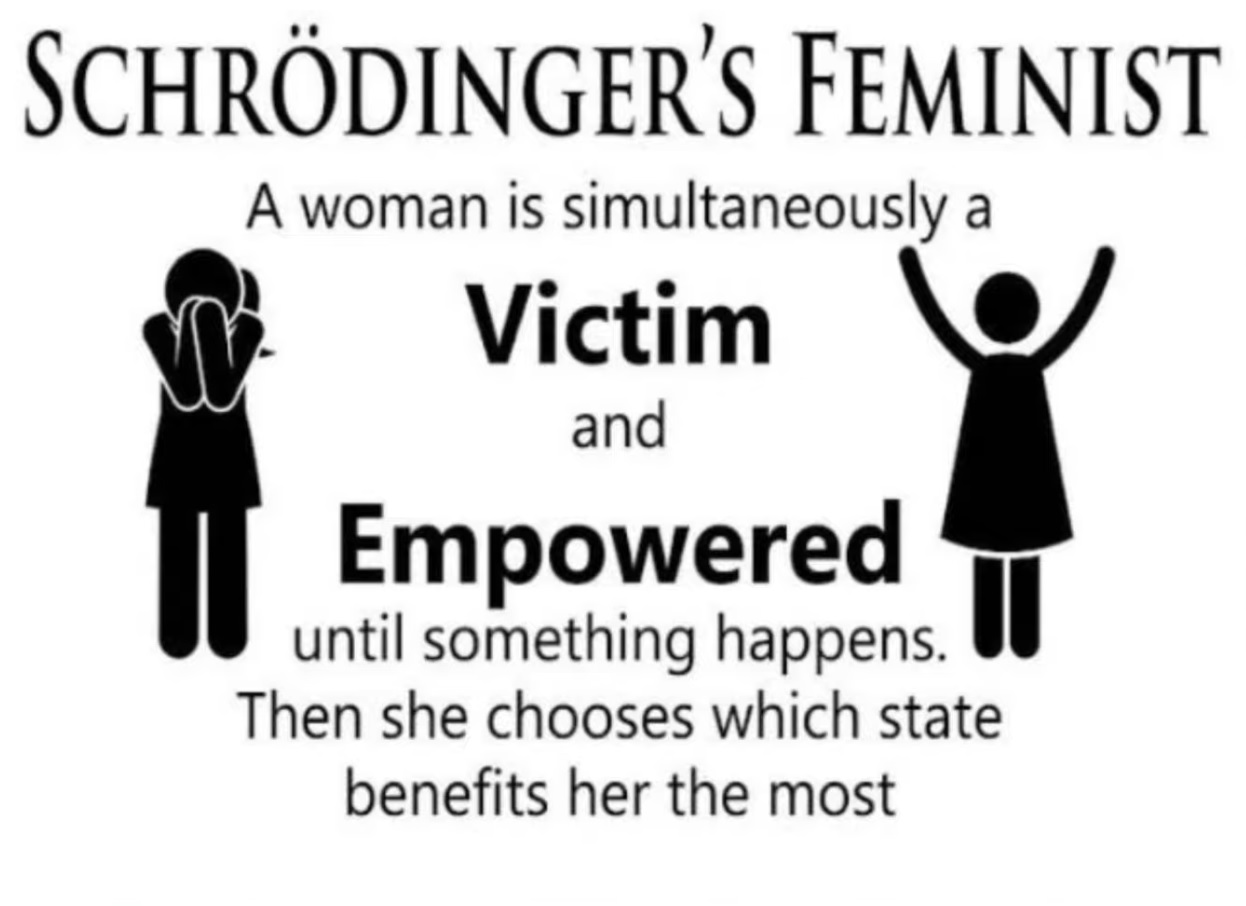 SCHRÖDINGER'S FEMINIST
A woman is simultaneously a
Victim
and
Empowered
until something happens.
Then she chooses which state
benefits her the most